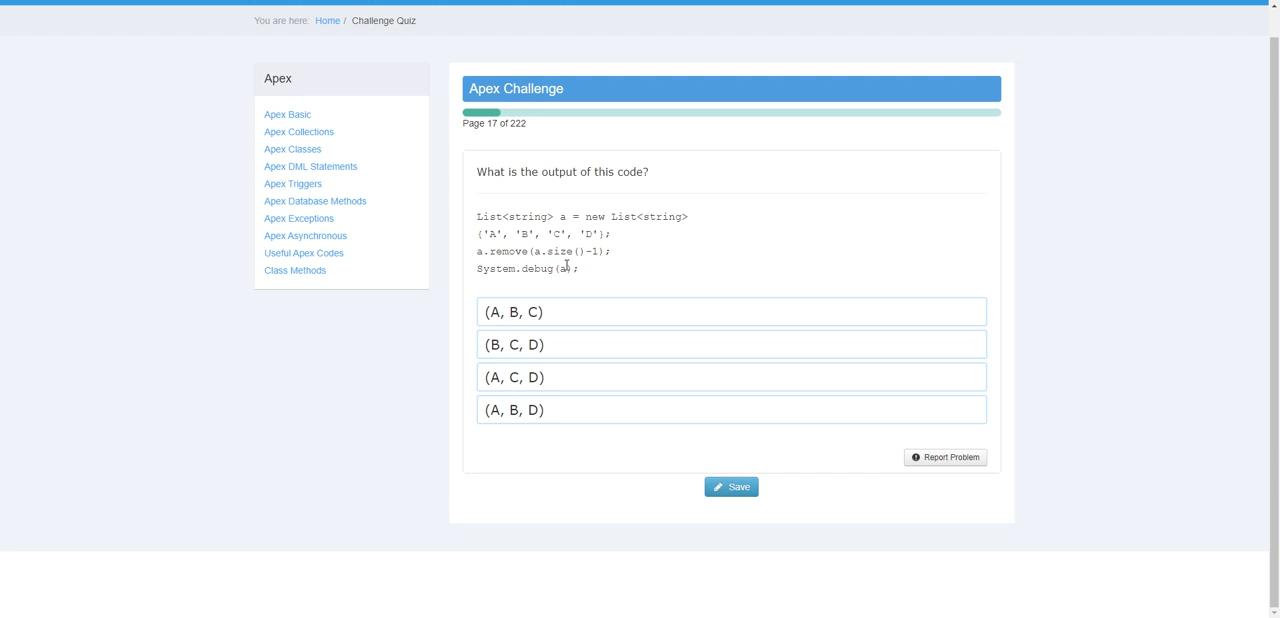 You are here: Home / Challenge Quiz
Apex
Apex Basic
Apex Collections
Apex Classes
Apex DML Statements
Apex Triggers
Apex Database Methods
Apex Exceptions
Apex Asynchronous
Useful Apex Codes
Class Methods
Apex Challenge
Page 17 of 222
What is the output of this code?
List<string> a = new List<string>
{'A', 'B', 'C', 'D'};
a.remove(a.size()-1);
System.debug(a);
(A, B, C)
(B, C, D)
(A, C, D)
(A, B, D)
Report Problem
Save